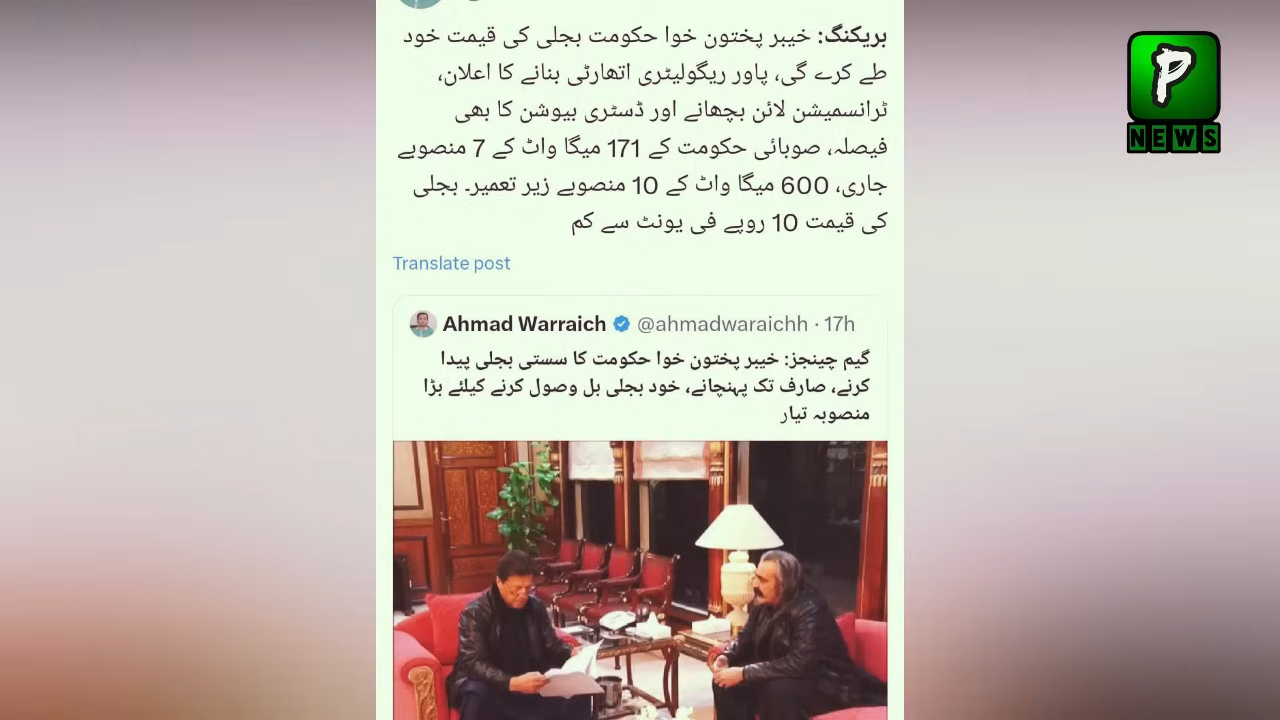 بریکنگ: خیبر پختون خوا حکومت بجلی کی قیمت خود
طے کرے گی، پاور ریگولیٹری اتھارٹی بنانے کا اعلان،
ٹرانسمیشن لائن بچھانے اور ڈسٹری بیوشن کا بھی
فیصلہ، صوبائی حکومت کے 171 میگا واٹ کے 7 منصوبے
جاری، 600 میگا واٹ کے 10 منصوبے زیر تعمیر۔ بجلی
کی قیمت 10 روپے فی یونٹ سے کم
Translate post
Ahmad Warraich @ahmadwaraichh · 17h
گیم چینجز: خیبر پختون خوا حکومت کا سستی بجلی پیدا
کرنے، صارف تک پہنچانے، خود بجلی بل وصول کرنے کیلئے بڑا
منصوبہ تیار
P
NEWS